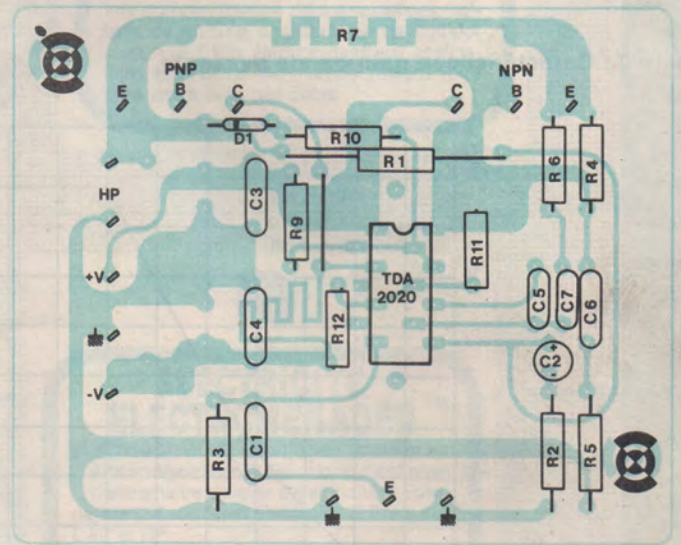 R7
PNP
NPN
E
B
C
C
B
E
D1
R10
R1
R6
R4
HP
C3
R9
R11
+V
TDA
2020
C5
C7
C6
C4
R12
C2
+
-
-V
R3
C1
R2
R5
E